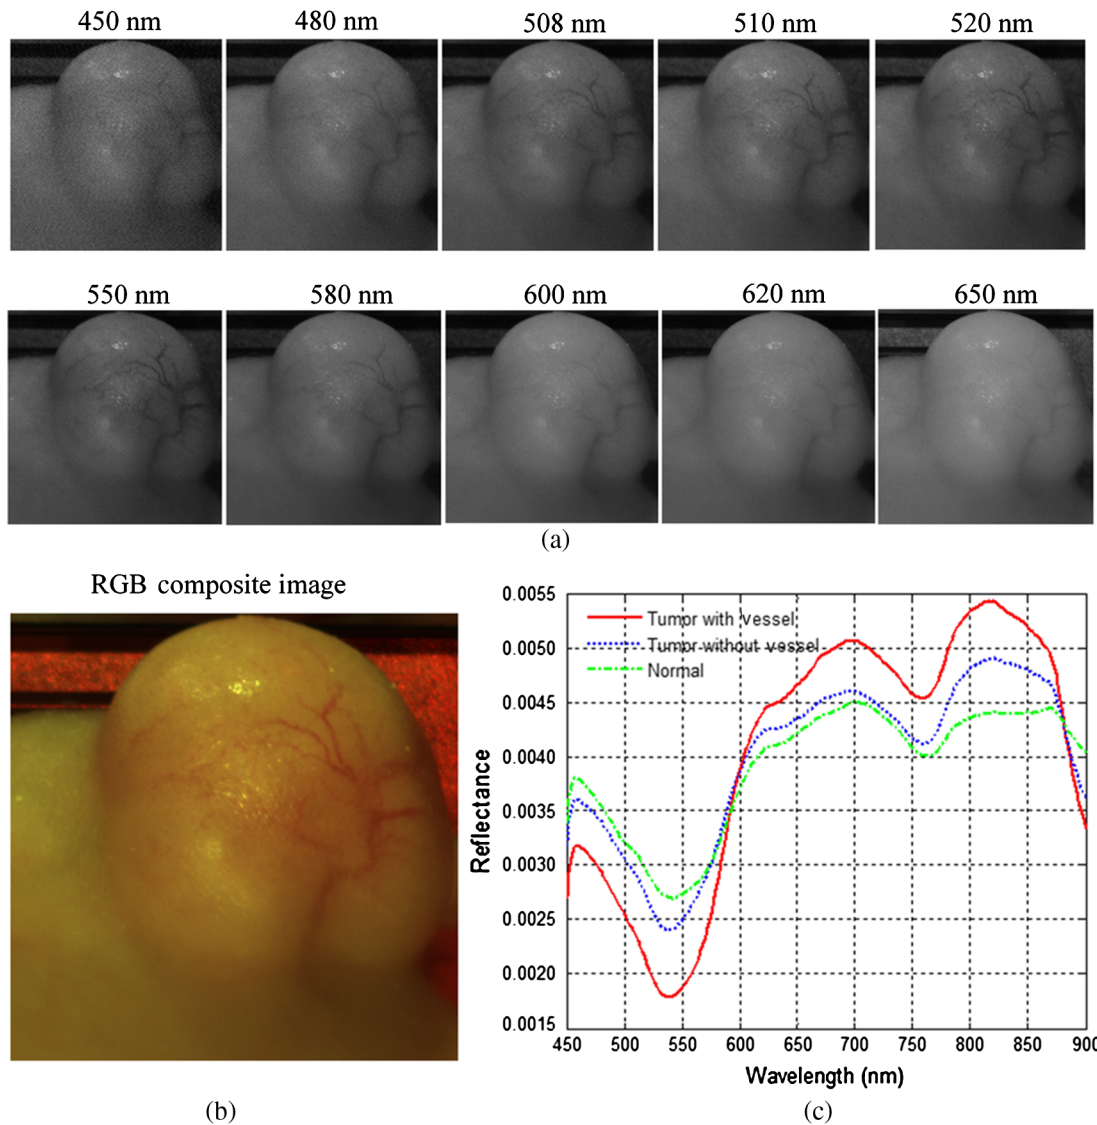 450 nm
480 nm
508 nm
510 nm
520 nm
550 nm
580 nm
600 nm
620 nm
650 nm
(a)
RGB composite image
(b)
Tumor with vessel
Tumor without vessel
Normal
0.0055
0.0050
0.0045
0.0040
0.0035
0.0030
0.0025
0.0020
0.0015
Reflectance
450 500 550 600 650 700 750 800 850 900
Wavelength (nm)
(c)